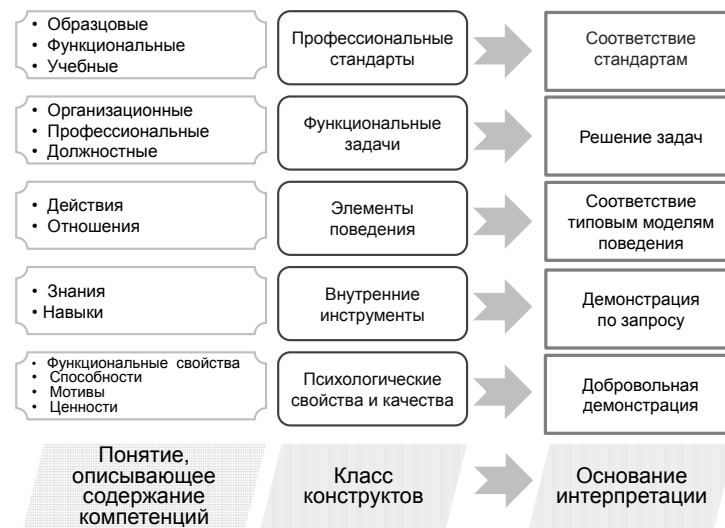 • Образцовые
• Функциональные
• Учебные
Профессиональные
стандарты
Соответствие
стандартам
• Организационные
• Профессиональные
• Должностные
Функциональные
задачи
Решение задач
• Действия
• Отношения
Элементы
поведения
Соответствие
типовым моделям
поведения
• Знания
• Навыки
Внутренние
инструменты
Демонстрация
по запросу
• Функциональные свойства
• Способности
• Мотивы
• Ценности
Психологические
свойства и качества
Добровольная
демонстрация
Понятие,
описывающее
содержание
компетенций
Класс
конструктов
Основание
интерпретации